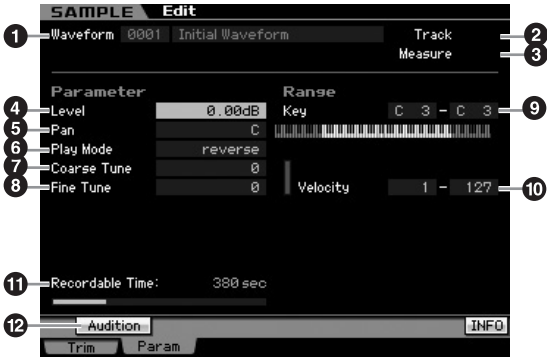 SAMPLE Edit
1 Waveform 0001 Initial Waveform Track 2
Measure 3
Parameter Range
4 Level 0.00dB Key C 3 - C 3 9
5 Pan C
6 Play Mode reverse
7 Coarse Tune 0
8 Fine Tune 0 Velocity 1 - 127 10
11 Recordable Time: 380 sec
12 Audition INFO
Trim Param